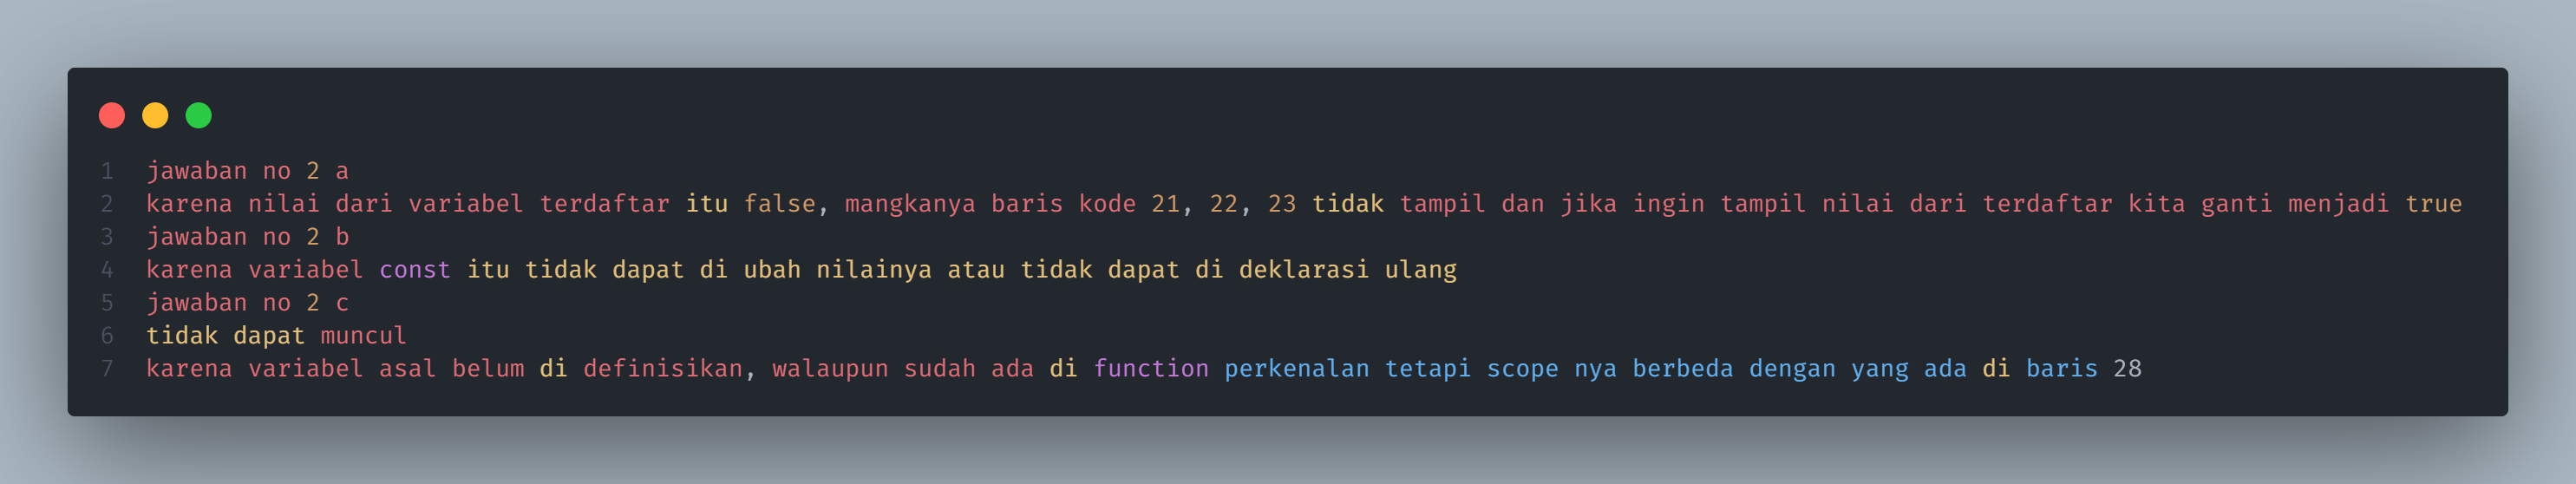 1 jawaban no 2 a
2 karena nilai dari variabel terdaftar itu false, mangkanya baris kode 21, 22, 23 tidak tampil dan jika ingin tampil nilai dari terdaftar kita ganti menjadi true
3 jawaban no 2 b
4 karena variabel const itu tidak dapat di ubah nilainya atau tidak dapat di deklarasi ulang
5 jawaban no 2 c
6 tidak dapat muncul
7 karena variabel asal belum di definisikan, walaupun sudah ada di function perkenalan tetapi scope nya berbeda dengan yang ada di baris 28